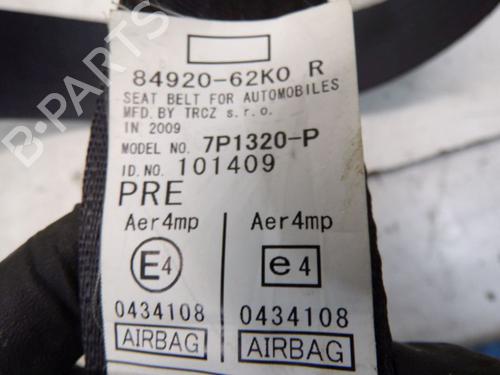 84920-62K0 R
SEAT BELT FOR AUTOMOBILES
MFD. BY TRCZ s.r.o.
IN 2009
MODEL NO. 7P1320-P
ID.NO. 101409
PRE
Aer4mp Aer4mp
E4 e4
0434108 0434108
AIRBAG AIRBAG